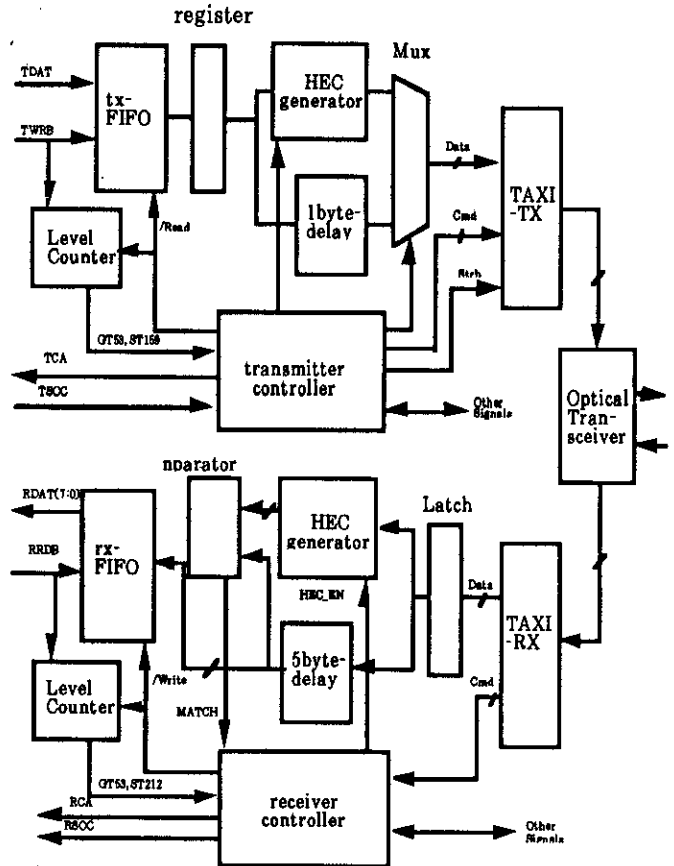 register
Mux
TDAT
tx-
FIFO
HEC
generator
TWRB
Data
TAXI
-TX
1byte-
delay
Cmd
/Read
Level
Counter
Strb
GT53, ST159
TCA
transmitter
controller
TSOC
Other
Signals
Optical
Tran-
sceiver
nparator
RDAT(7:0)
HEC
generator
Latch
RRDB
rx-
FIFO
HEC_EN
Data
TAXI
-RX
5byte-
delay
/Write
Level
Counter
MATCH
Cmd
GT53, ST212
RCA
receiver
controller
RSOC
Other
Signals